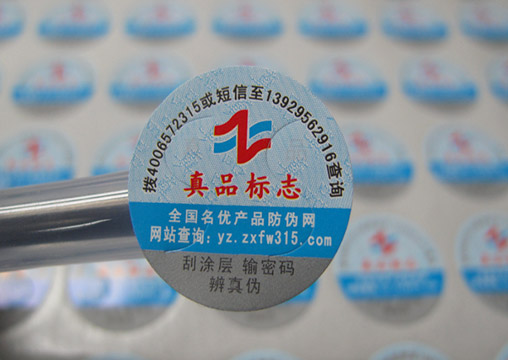 拨4006572315或短信至13929562916查询
真品标志
全国名优产品防伪网
网站查询:yz.zxfw315.com
刮涂层 输密码
辨真伪